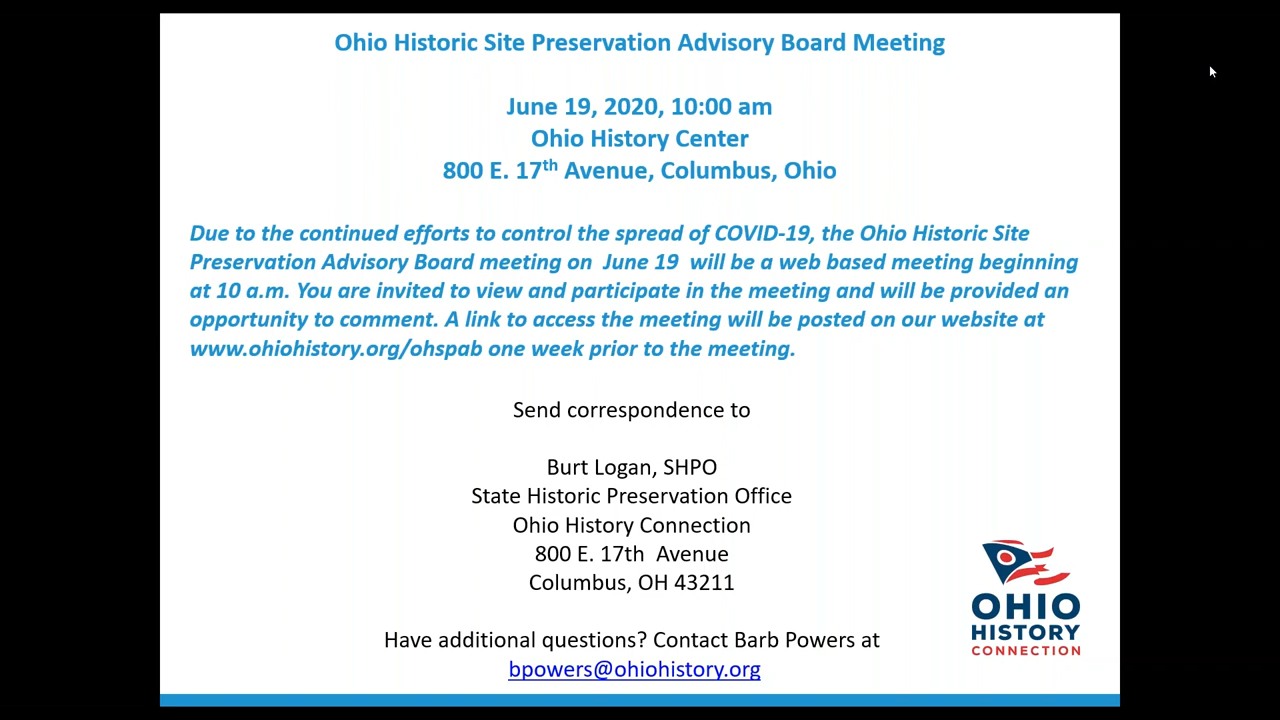 Ohio Historic Site Preservation Advisory Board Meeting
June 19, 2020, 10:00 am
Ohio History Center
800 E. 17th Avenue, Columbus, Ohio
Due to the continued efforts to control the spread of COVID-19, the Ohio Historic Site
Preservation Advisory Board meeting on  June 19  will be a web based meeting beginning
at 10 a.m. You are invited to view and participate in the meeting and will be provided an
opportunity to comment. A link to access the meeting will be posted on our website at
www.ohiohistory.org/ohspab one week prior to the meeting.
Send correspondence to
Burt Logan, SHPO
State Historic Preservation Office
Ohio History Connection
800 E. 17th  Avenue
Columbus, OH 43211
Have additional questions? Contact Barb Powers at
bpowers@ohiohistory.org
OHIO
HISTORY
CONNECTION